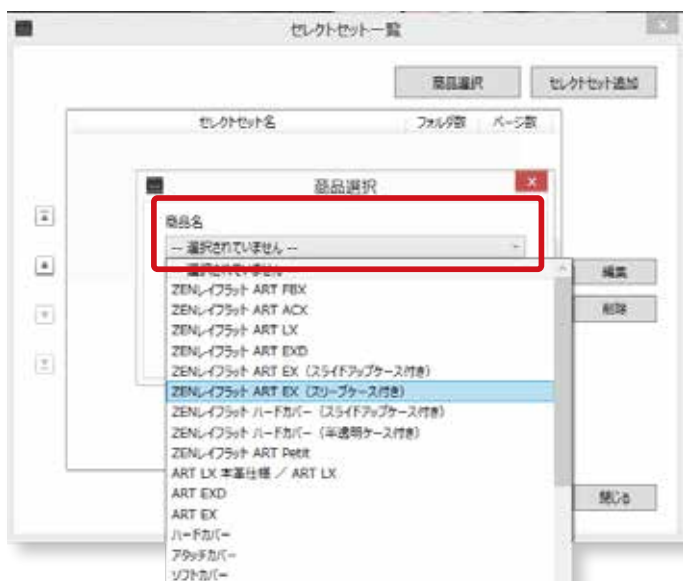 セレクトセット一覧
商品選択 セレクトセット追加
セレクトセット名 フォルダ数 ページ数
商品選択
商品名
-- 選択されていません --
-- 選択されていません --
ZENレイフラット ART FBX
ZENレイフラット ART ACX
ZENレイフラット ART LX
ZENレイフラット ART EXD
ZENレイフラット ART EX（スライドアップケース付き）
ZENレイフラット ART EX（スリーブケース付き）
ZENレイフラット ハードカバー（スライドアップケース付き）
ZENレイフラット ハードカバー（半透明ケース付き）
ZENレイフラット ART Petit
ART LX 本革仕様 ／ ART LX
ART EXD
ART EX
ハードカバー
アタッチカバー
ソフトカバー
編集
削除
閉じる